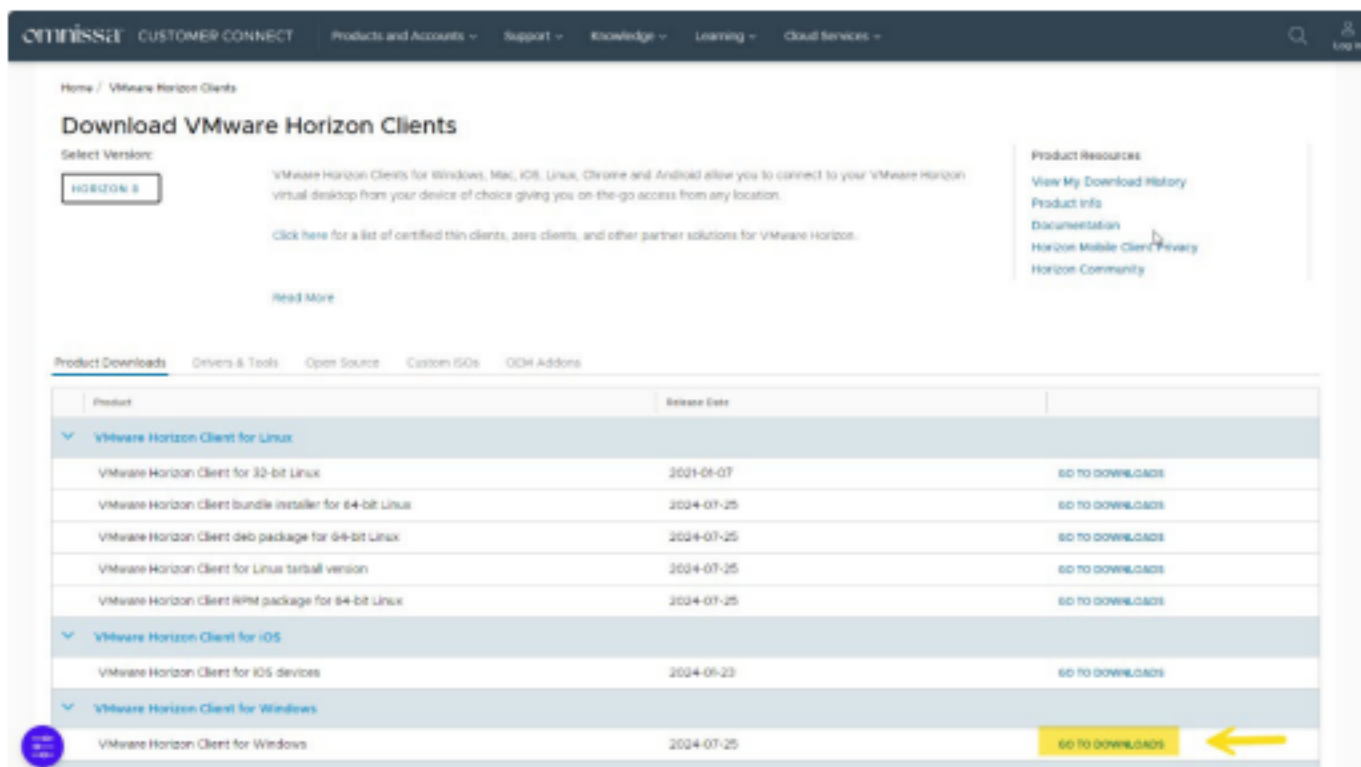 omnissa CUSTOMER CONNECT Products and Accounts Support Knowledge Learning Cloud Services Log in
Home / VMware Horizon Clients
Download VMware Horizon Clients
Select Version:
HORIZON 8
VMware Horizon Clients for Windows, Mac, iOS, Linux, Chrome and Android allow you to connect to your VMware Horizon
virtual desktop from your device of choice giving you on-the-go access from any location.
Click here for a list of certified thin clients, zero clients, and other partner solutions for VMware Horizon.
Read More
Product Resources
View My Download History
Product Info
Documentation
Horizon Mobile Client Privacy
Horizon Community
Product Downloads Drivers & Tools Open Source Custom ISOs OEM Addons
Product Release Date
VMware Horizon Client for Linux
VMware Horizon Client for 32-bit Linux 2021-01-07 GO TO DOWNLOADS
VMware Horizon Client bundle installer for 64-bit Linux 2024-07-25 GO TO DOWNLOADS
VMware Horizon Client deb package for 64-bit Linux 2024-07-25 GO TO DOWNLOADS
VMware Horizon Client for Linux tarball version 2024-07-25 GO TO DOWNLOADS
VMware Horizon Client RPM package for 64-bit Linux 2024-07-25 GO TO DOWNLOADS
VMware Horizon Client for iOS
VMware Horizon Client for iOS devices 2024-01-23 GO TO DOWNLOADS
VMware Horizon Client for Windows
VMware Horizon Client for Windows 2024-07-25 GO TO DOWNLOADS